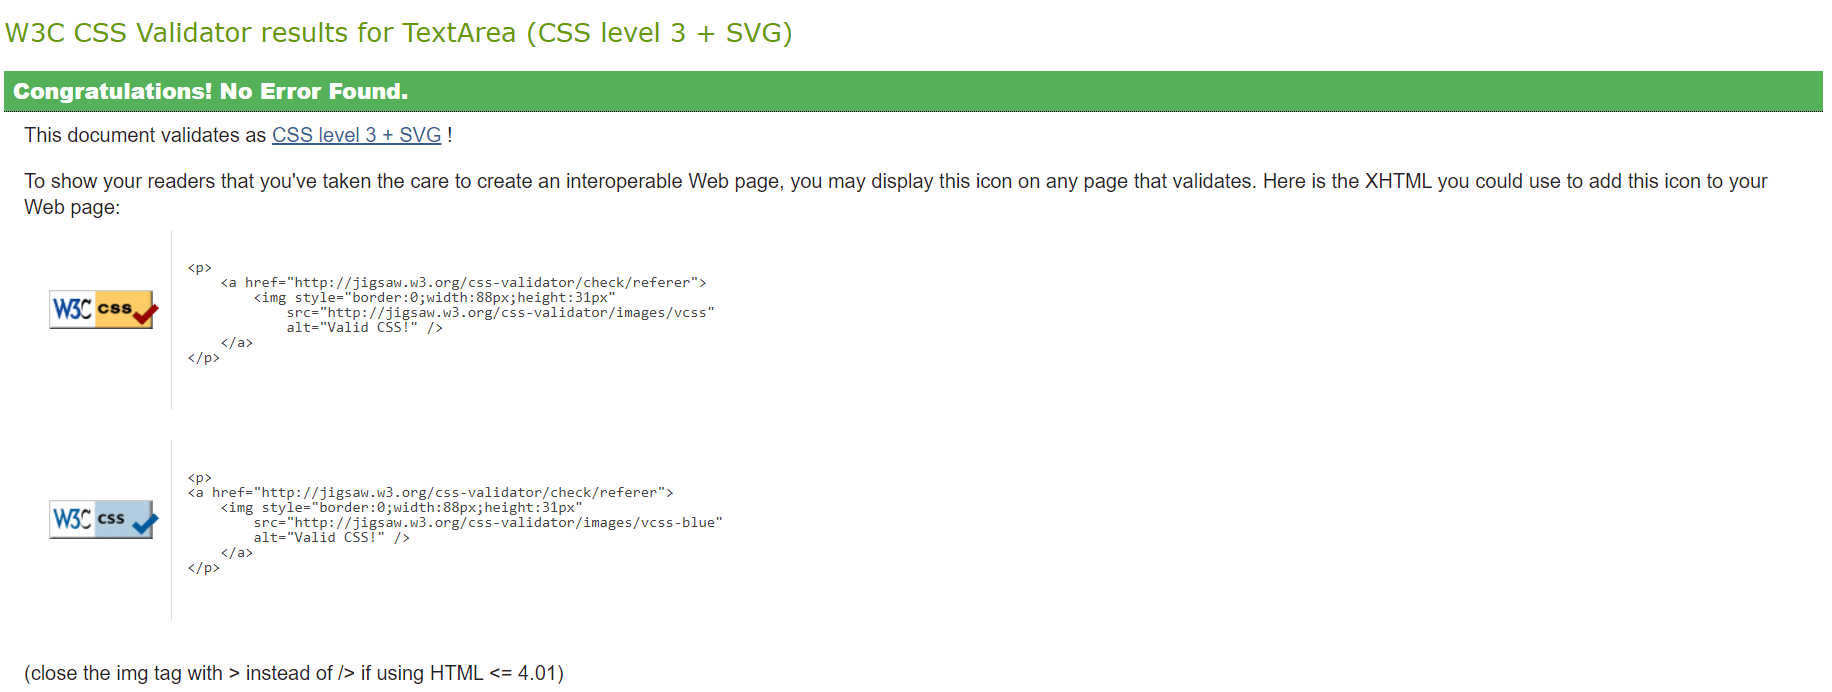 W3C CSS Validator results for TextArea (CSS level 3 + SVG)
Congratulations! No Error Found.
This document validates as CSS level 3 + SVG !
To show your readers that you've taken the care to create an interoperable Web page, you may display this icon on any page that validates. Here is the XHTML you could use to add this icon to your
Web page:
W3C css
<p>
    <a href="http://jigsaw.w3.org/css-validator/check/referer">
        <img style="border:0;width:88px;height:31px"
            src="http://jigsaw.w3.org/css-validator/images/vcss"
            alt="Valid CSS!" />
    </a>
</p>
W3C css
<p>
<a href="http://jigsaw.w3.org/css-validator/check/referer">
    <img style="border:0;width:88px;height:31px"
        src="http://jigsaw.w3.org/css-validator/images/vcss-blue"
        alt="Valid CSS!" />
    </a>
</p>
(close the img tag with > instead of /> if using HTML <= 4.01)